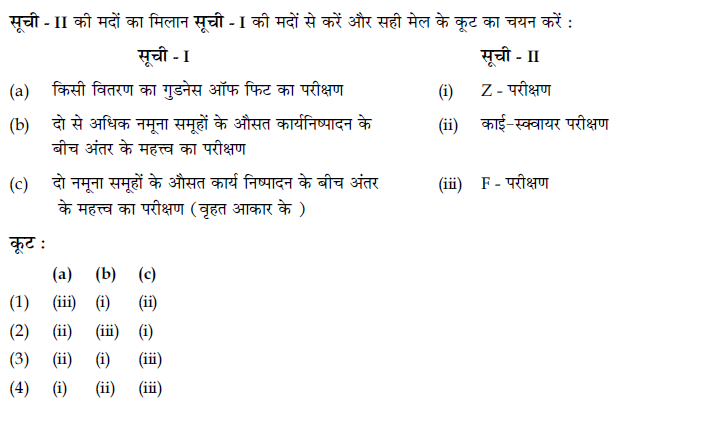 सूची - II की मदों का मिलान सूची - I की मदों से करें और सही मेल के कूट का चयन करें :
सूची - I सूची - II
(a) किसी वितरण का गुडनेस ऑफ फिट का परीक्षण (i) Z - परीक्षण
(b) दो से अधिक नमूना समूहों के औसत कार्यनिष्पादन के (ii) काई-स्क्वायर परीक्षण
बीच अंतर के महत्त्व का परीक्षण
(c) दो नमूना समूहों के औसत कार्य निष्पादन के बीच अंतर (iii) F - परीक्षण
के महत्त्व का परीक्षण (वृहत आकार के )
कूट :
(a) (b) (c)
(1) (iii) (i) (ii)
(2) (ii) (iii) (i)
(3) (ii) (i) (iii)
(4) (i) (ii) (iii)